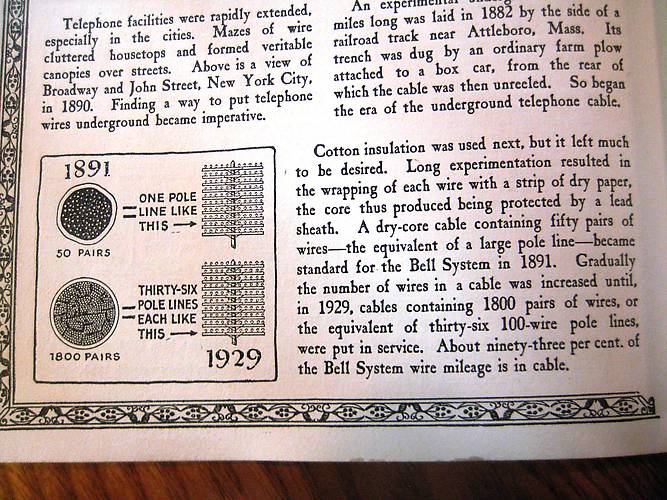 Telephone facilities were rapidly extended,
especially in the cities. Mazes of wire
cluttered housetops and formed veritable
canopies over streets. Above is a view of
Broadway and John Street, New York City,
in 1890. Finding a way to put telephone
wires underground became imperative.
An experimental
miles long was laid in 1882 by the side of a
railroad track near Attleboro, Mass. Its
trench was dug by an ordinary farm plow
attached to a box car, from the rear of
which the cable was then unreeled. So began
the era of the underground telephone cable.
1891
ONE POLE
LINE LIKE
THIS
50 PAIRS
THIRTY-SIX
POLE LINES
EACH LIKE
THIS
1800 PAIRS
1929
Cotton insulation was used next, but it left much
to be desired. Long experimentation resulted in
the wrapping of each wire with a strip of dry paper,
the core thus produced being protected by a lead
sheath. A dry-core cable containing fifty pairs of
wires—the equivalent of a large pole line—became
standard for the Bell System in 1891. Gradually
the number of wires in a cable was increased until,
in 1929, cables containing 1800 pairs of wires, or
the equivalent of thirty-six 100-wire pole lines,
were put in service. About ninety-three per cent. of
the Bell System wire mileage is in cable.